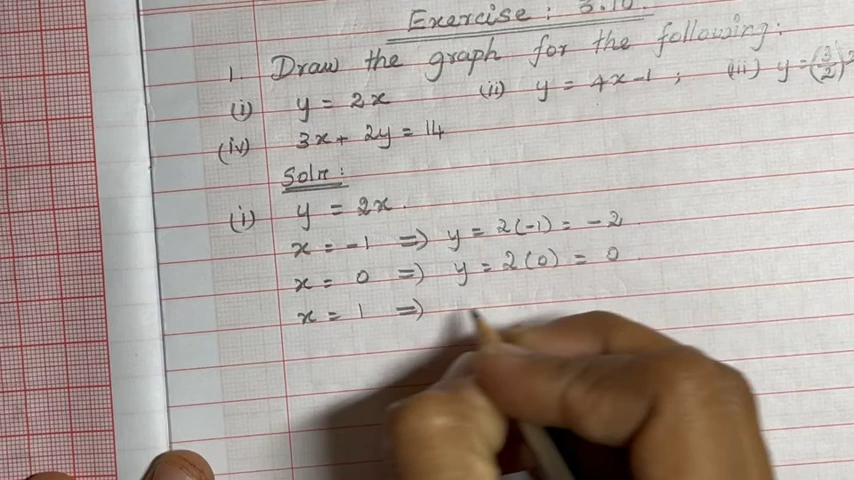 Exercise : 3.10.
1. Draw the graph for the following:
(i) y = 2x (ii) y = 4x-1 ; (iii) y = (3/2)
(iv) 3x + 2y = 14
Soln:
(i) y = 2x.
x = -1 ⇒ y = 2(-1) = -2
x = 0 ⇒ y = 2(0) = 0
x = 1 ⇒